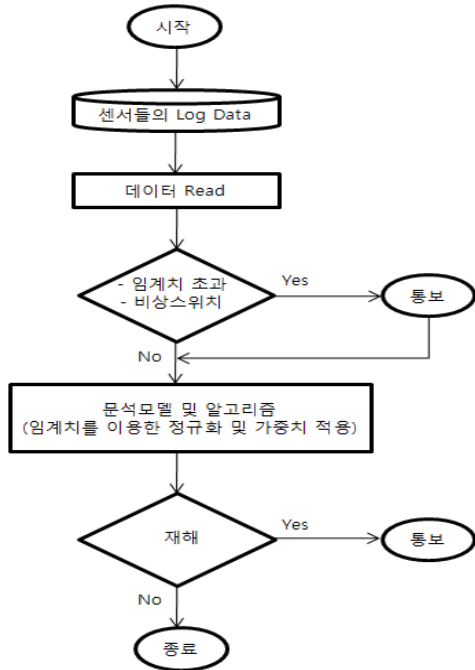 시작
센서들의 Log Data
데이터 Read
- 임계치 초과
- 비상스위치
Yes
통보
No
문석모델 및 알고리즘
(임계치를 이용한 정규화 및 가중치 적용)
재해
Yes
통보
No
종료